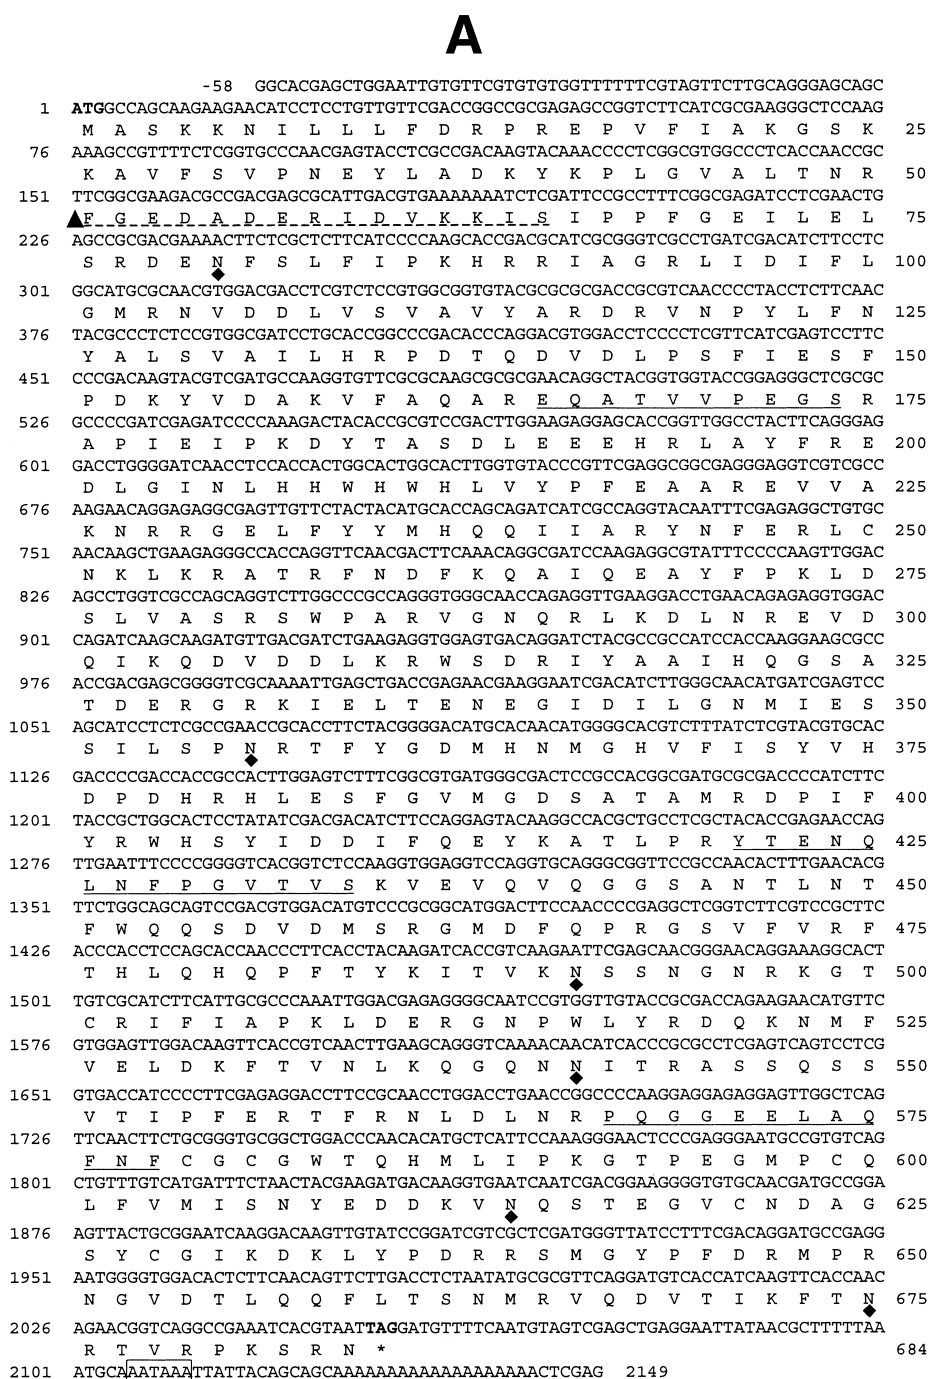 A
-58 GGCACGAGCTGGAATTGTGTTCGTGTGTGGTTTTTTCGTAGTTCTTGCAGGGAGCAGC
1 ATGGCCAGCAAGAAGAACATCCTCCTGTTGTTCGACCGGCCGCGAGAGCCGGTCTTCATCGCGAAGGGCTCCAAG
M A S K K N I L L L F D R P R E P V F I A K G S K 25
76 AAAGCCGTTTTCTCGGTGCCCAACGAGTACCTCGCCGACAAGTACAAACCCCTCGGCGTGGCCCTCACCAACCGC
K A V F S V P N E Y L A D K Y K P L G V A L T N R 50
151 TTCGGCGAAGACGCCGACGAGCGCATTGACGTGAAAAAAATCTCGATTCCGCCTTTCGGCGAGATCCTCGAACTG
▲F G E D A D E R I D V K K I S I P P F G E I L E L 75
226 AGCCGCGACGAAAACTTCTCGCTCTTCATCCCCAAGCACCGACGCATCGCGGGTCGCCTGATCGACATCTTCCTC
S R D E N F S L F I P K H R R I A G R L I D I F L 100
301 GGCATGCGCAACGTGGACGACCTCGTCTCCGTGGCGGTGTACGCGCGCGACCGCGTCAACCCCTACCTCTTCAAC
G M R N V D D L V S V A V Y A R D R V N P Y L F N 125
376 TACGCCCTCTCCGTGGCGATCCTGCACCGGCCCGACACCCAGGACGTGGACCTCCCCTCGTTCATCGAGTCCTTC
Y A L S V A I L H R P D T Q D V D L P S F I E S F 150
451 CCCGACAAGTACGTCGATGCCAAGGTGTTCGCGCAAGCGCGCGAACAGGCTACGGTGGTACCGGAGGGCTCGCGC
P D K Y V D A K V F A Q A R E Q A T V V P E G S R 175
526 GCCCCGATCGAGATCCCCAAAGACTACACCGCGTCCGACTTGGAAGAGGAGCACCGGTTGGCCTACTTCAGGGAG
A P I E I P K D Y T A S D L E E E H R L A Y F R E 200
601 GACCTGGGGATCAACCTCCACCACTGGCACTGGCACTTGGTGTACCCGTTCGAGGCGGCGAGGGAGGTCGTCGCC
D L G I N L H H W H W H L V Y P F E A A R E V V A 225
676 AAGAACAGGAGAGGCGAGTTGTTCTACTACATGCACCAGCAGATCATCGCCAGGTACAATTTCGAGAGGCTGTGC
K N R R G E L F Y Y M H Q Q I I A R Y N F E R L C 250
751 AACAAGCTGAAGAGGGCCACCAGGTTCAACGACTTCAAACAGGCGATCCAAGAGGCGTATTTCCCCAAGTTGGAC
N K L K R A T R F N D F K Q A I Q E A Y F P K L D 275
826 AGCCTGGTCGCCAGCAGGTCTTGGCCCGCCAGGGTGGGCAACCAGAGGTTGAAGGACCTGAACAGAGAGGTGGAC
S L V A S R S W P A R V G N Q R L K D L N R E V D 300
901 CAGATCAAGCAAGATGTTGACGATCTGAAGAGGTGGAGTGACAGGATCTACGCCGCCATCCACCAAGGAAGCGCC
Q I K Q D V D D L K R W S D R I Y A A I H Q G S A 325
976 ACCGACGAGCGGGGTCGCAAAATTGAGCTGACCGAGAACGAAGGAATCGACATCTTGGGCAACATGATCGAGTCC
T D E R G R K I E L T E N E G I D I L G N M I E S 350
1051 AGCATCCTCTCGCCGAACCGCACCTTCTACGGGGACATGCACAACATGGGGCACGTCTTTATCTCGTACGTGCAC
S I L S P N R T F Y G D M H N M G H V F I S Y V H 375
1126 GACCCCGACCACCGCCACTTGGAGTCTTTCGGCGTGATGGGCGACTCCGCCACGGCGATGCGCGACCCCATCTTC
D P D H R H L E S F G V M G D S A T A M R D P I F 400
1201 TACCGCTGGCACTCCTATATCGACGACATCTTCCAGGAGTACAAGGCCACGCTGCCTCGCTACACCGAGAACCAG
Y R W H S Y I D D I F Q E Y K A T L P R Y T E N Q 425
1276 TTGAATTTCCCCGGGGTCACGGTCTCCAAGGTGGAGGTCCAGGTGCAGGGCGGTTCCGCCAACACTTTGAACACG
L N F P G V T V S K V E V Q V Q G G S A N T L N T 450
1351 TTCTGGCAGCAGTCCGACGTGGACATGTCCCGCGGCATGGACTTCCAACCCCGAGGCTCGGTCTTCGTCCGCTTC
F W Q Q S D V D M S R G M D F Q P R G S V F V R F 475
1426 ACCCACCTCCAGCACCAACCCTTCACCTACAAGATCACCGTCAAGAATTCGAGCAACGGGAACAGGAAAGGCACT
T H L Q H Q P F T Y K I T V K N S S N G N R K G T 500
1501 TGTCGCATCTTCATTGCGCCCAAATTGGACGAGAGGGGCAATCCGTGGTTGTACCGCGACCAGAAGAACATGTTC
C R I F I A P K L D E R G N P W L Y R D Q K N M F 525
1576 GTGGAGTTGGACAAGTTCACCGTCAACTTGAAGCAGGGTCAAAACAACATCACCCGCGCCTCGAGTCAGTCCTCG
V E L D K F T V N L K Q G Q N N I T R A S S Q S S 550
1651 GTGACCATCCCCTTCGAGAGGACCTTCCGCAACCTGGACCTGAACCGGCCCCAAGGAGGAGAGGAGTTGGCTCAG
V T I P F E R T F R N L D L N R P Q G G E E L A Q 575
1726 TTCAACTTCTGCGGGTGCGGCTGGACCCAACACATGCTCATTCCAAAGGGAACTCCCGAGGGAATGCCGTGTCAG
F N F C G C G W T Q H M L I P K G T P E G M P C Q 600
1801 CTGTTTGTCATGATTTCTAACTACGAAGATGACAAGGTGAATCAATCGACGGAAGGGGTGTGCAACGATGCCGGA
L F V M I S N Y E D D K V N Q S T E G V C N D A G 625
1876 AGTTACTGCGGAATCAAGGACAAGTTGTATCCGGATCGTCGCTCGATGGGTTATCCTTTCGACAGGATGCCGAGG
S Y C G I K D K L Y P D R R S M G Y P F D R M P R 650
1951 AATGGGGTGGACACTCTTCAACAGTTCTTGACCTCTAATATGCGCGTTCAGGATGTCACCATCAAGTTCACCAAC
N G V D T L Q Q F L T S N M R V Q D V T I K F T N 675
2026 AGAACGGTCAGGCCGAAATCACGTAATTAGGATGTTTTCAATGTAGTCGAGCTGAGGAATTATAACGCTTTTTAA
R T V R P K S R N * 684
2101 ATGCAAATAAATTATTACAGCAGCAAAAAAAAAAAAAAAAAAACTCGAG 2149